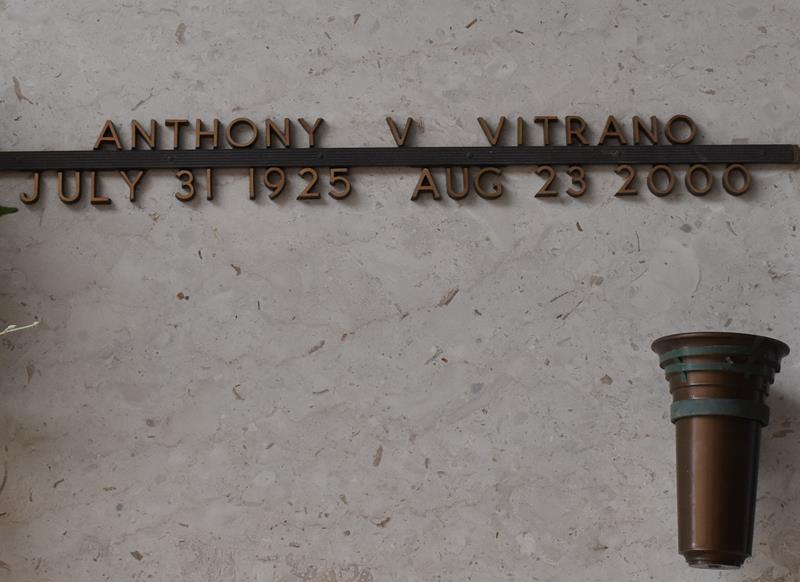 ANTHONY V VITRANO
JULY 31 1925 AUG 23 2000